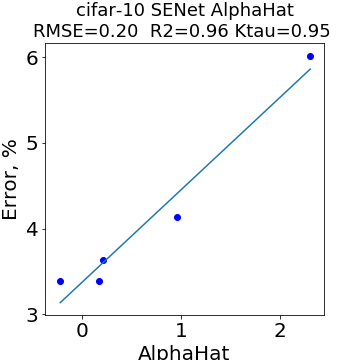 cifar-10 SENet AlphaHat
RMSE=0.20 R2=0.96 Ktau=0.95
6
5
4
3
Error, %
0 1 2
AlphaHat